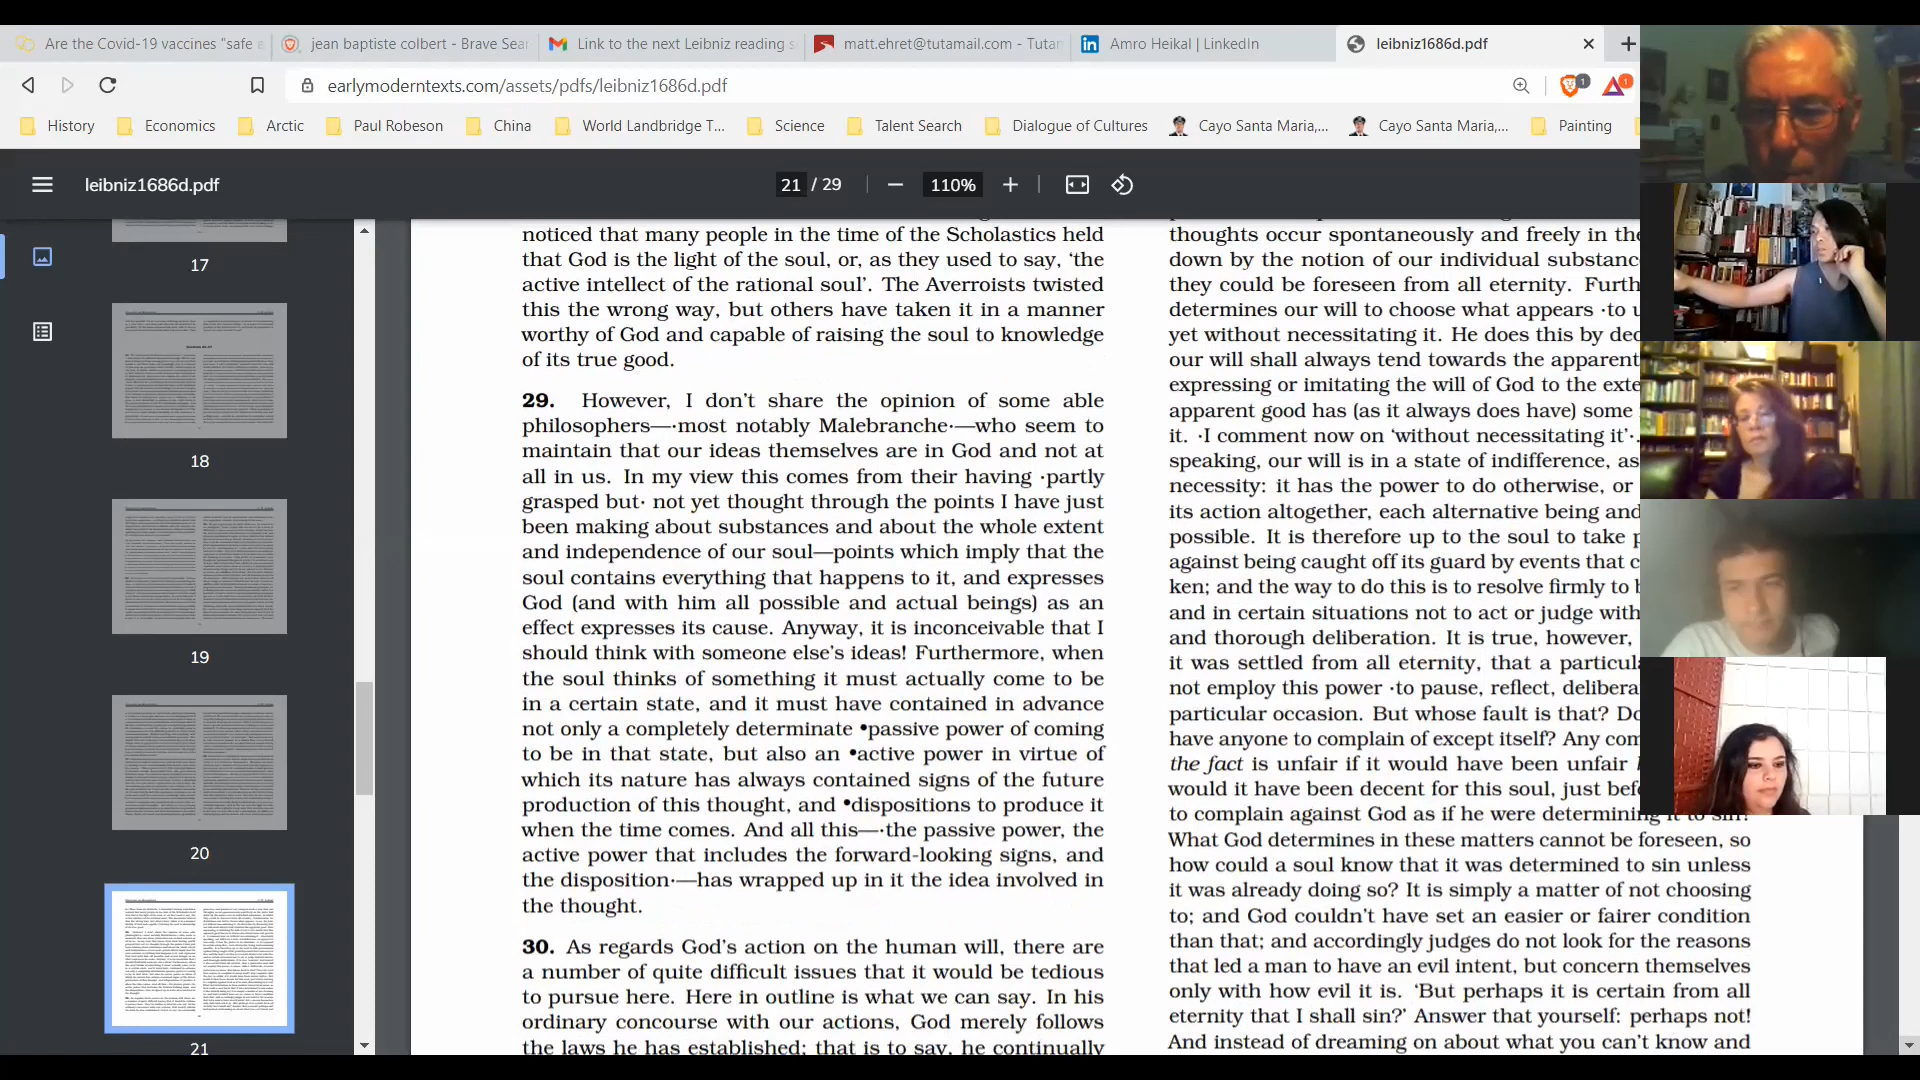 Are the Covid-19 vaccines "safe
jean baptiste colbert - Brave Sear
Link to the next Leibniz reading s
matt.ehret@tutamail.com - Tutan
Amro Heikal | LinkedIn
leibniz1686d.pdf
earlymoderntexts.com/assets/pdfs/leibniz1686d.pdf
1
1
History
Economics
Arctic
Paul Robeson
China
World Landbridge T...
Science
Talent Search
Dialogue of Cultures
Cayo Santa Maria,...
Cayo Santa Maria,...
Painting
leibniz1686d.pdf
21 / 29
110%
17
18
19
20
21
noticed that many people in the time of the Scholastics held
that God is the light of the soul, or, as they used to say, ‘the
active intellect of the rational soul’. The Averroists twisted
this the wrong way, but others have taken it in a manner
worthy of God and capable of raising the soul to knowledge
of its true good.
29. However, I don’t share the opinion of some able
philosophers—·most notably Malebranche·—who seem to
maintain that our ideas themselves are in God and not at
all in us. In my view this comes from their having ·partly
grasped but· not yet thought through the points I have just
been making about substances and about the whole extent
and independence of our soul—points which imply that the
soul contains everything that happens to it, and expresses
God (and with him all possible and actual beings) as an
effect expresses its cause. Anyway, it is inconceivable that I
should think with someone else’s ideas! Furthermore, when
the soul thinks of something it must actually come to be
in a certain state, and it must have contained in advance
not only a completely determinate •passive power of coming
to be in that state, but also an •active power in virtue of
which its nature has always contained signs of the future
production of this thought, and •dispositions to produce it
when the time comes. And all this—·the passive power, the
active power that includes the forward-looking signs, and
the disposition·—has wrapped up in it the idea involved in
the thought.
30. As regards God’s action on the human will, there are
a number of quite difficult issues that it would be tedious
to pursue here. Here in outline is what we can say. In his
ordinary concourse with our actions, God merely follows
the laws he has established; that is to say, he continually
thoughts occur spontaneously and freely in the
down by the notion of our individual substanc
they could be foreseen from all eternity. Furth
determines our will to choose what appears ·to u
yet without necessitating it. He does this by dec
our will shall always tend towards the apparent
expressing or imitating the will of God to the exte
apparent good has (as it always does have) some
it. ·I comment now on ‘without necessitating it’·.
speaking, our will is in a state of indifference, as
necessity: it has the power to do otherwise, or
its action altogether, each alternative being and
possible. It is therefore up to the soul to take p
against being caught off its guard by events that c
ken; and the way to do this is to resolve firmly to b
and in certain situations not to act or judge with
and thorough deliberation. It is true, however,
it was settled from all eternity, that a particula
not employ this power ·to pause, reflect, delibera
particular occasion. But whose fault is that? Do
have anyone to complain of except itself? Any com
the fact is unfair if it would have been unfair
would it have been decent for this soul, just bef
to complain against God as if he were determining it to sin?
What God determines in these matters cannot be foreseen, so
how could a soul know that it was determined to sin unless
it was already doing so? It is simply a matter of not choosing
to; and God couldn’t have set an easier or fairer condition
than that; and accordingly judges do not look for the reasons
that led a man to have an evil intent, but concern themselves
only with how evil it is. ‘But perhaps it is certain from all
eternity that I shall sin?’ Answer that yourself: perhaps not!
And instead of dreaming on about what you can’t know and